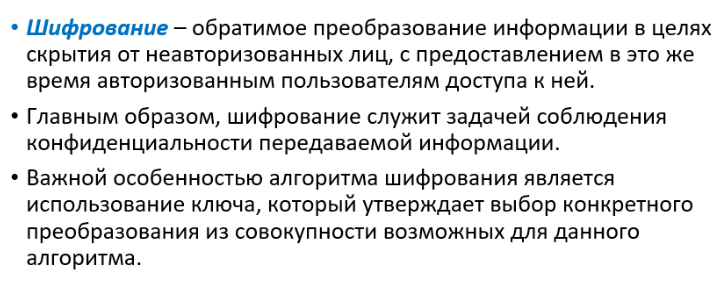 • Шифрование – обратимое преобразование информации в целях
скрытия от неавторизованных лиц, с предоставлением в это же
время авторизованным пользователям доступа к ней.
• Главным образом, шифрование служит задачей соблюдения
конфиденциальности передаваемой информации.
• Важной особенностью алгоритма шифрования является
использование ключа, который утверждает выбор конкретного
преобразования из совокупности возможных для данного
алгоритма.